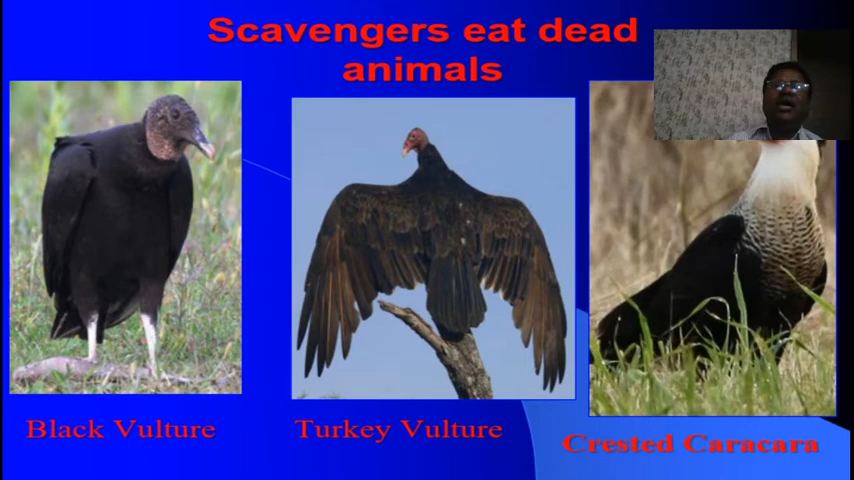 Scavengers eat dead
animals
Black Vulture
Turkey Vulture
Crested Caracara